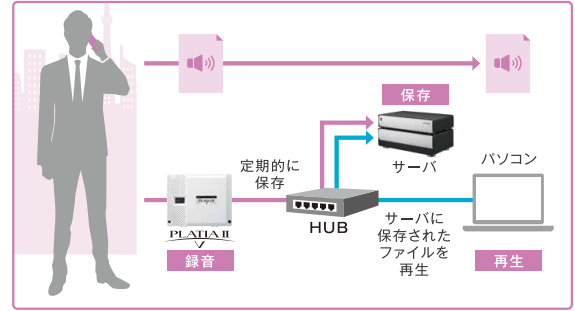 保存
サーバ
パソコン
定期的に
保存
HUB
PLATIA II
録音
サーバに
保存された
ファイルを
再生
再生